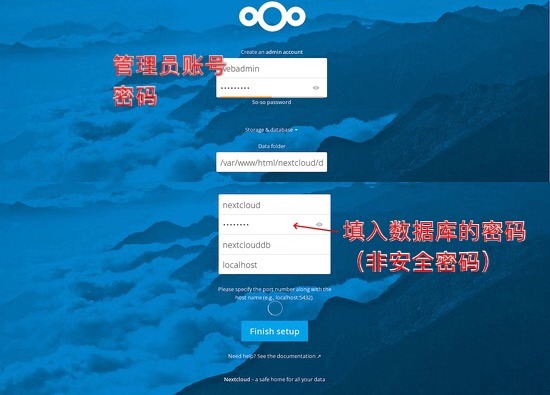 Create an admin account
管理员账号
webadmin
密码
•••••••••
So-so password
Storage & database
Data folder
/var/www/html/nextcloud/d
nextcloud
••••••••
填入数据库的密码
（非安全密码）
nextclouddb
localhost
Please specify the port number along with the
host name (e.g., localhost:5432).
Finish setup
Need help? See the documentation ↗
Nextcloud – a safe home for all your data